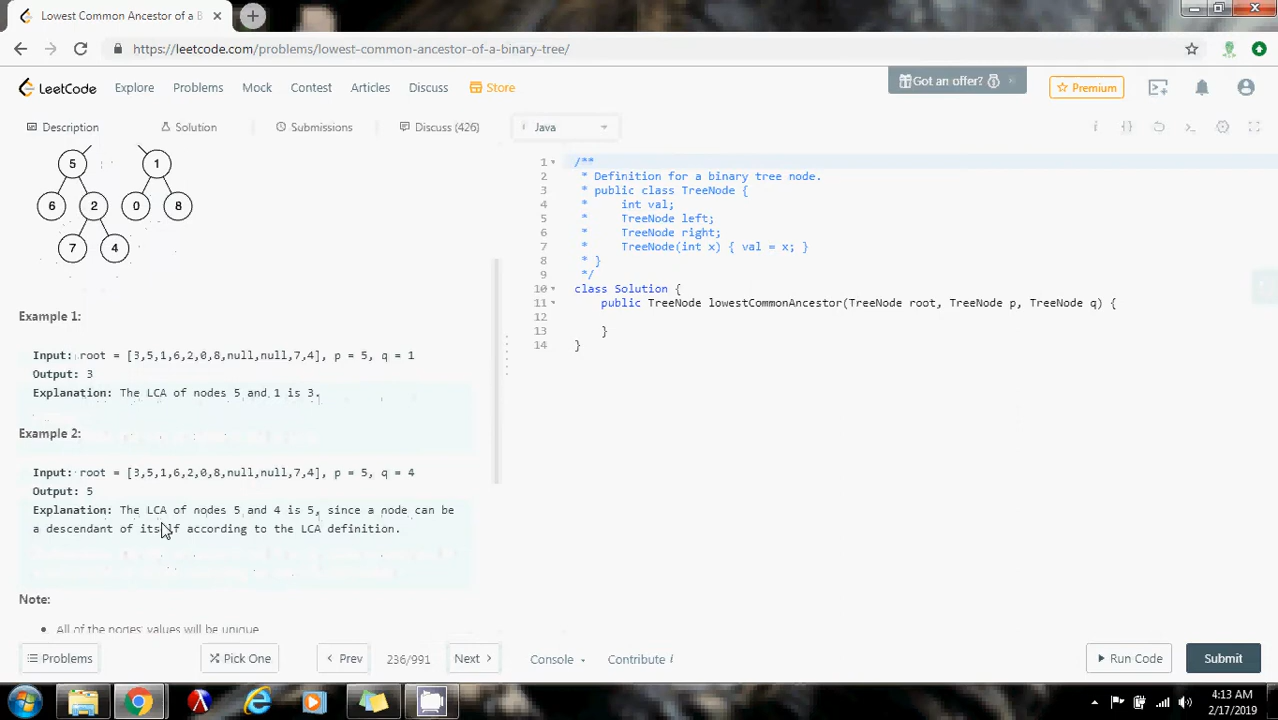 Lowest Common Ancestor of a B
https://leetcode.com/problems/lowest-common-ancestor-of-a-binary-tree/
LeetCode Explore Problems Mock Contest Articles Discuss Store Got an offer? Premium
Description Solution Submissions Discuss (426) Java
5 1
6 2 0 8
7 4
Example 1:
Input: root = [3,5,1,6,2,0,8,null,null,7,4], p = 5, q = 1
Output: 3
Explanation: The LCA of nodes 5 and 1 is 3.
Example 2:
Input: root = [3,5,1,6,2,0,8,null,null,7,4], p = 5, q = 4
Output: 5
Explanation: The LCA of nodes 5 and 4 is 5, since a node can be
a descendant of itself according to the LCA definition.
Note:
• All of the nodes' values will be unique
1 /**
2 * Definition for a binary tree node.
3 * public class TreeNode {
4 * int val;
5 * TreeNode left;
6 * TreeNode right;
7 * TreeNode(int x) { val = x; }
8 * }
9 */
10 class Solution {
11 public TreeNode lowestCommonAncestor(TreeNode root, TreeNode p, TreeNode q) {
12
13 }
14 }
Problems Pick One Prev 236/991 Next Console Contribute i Run Code Submit
4:13 AM
2/17/2019